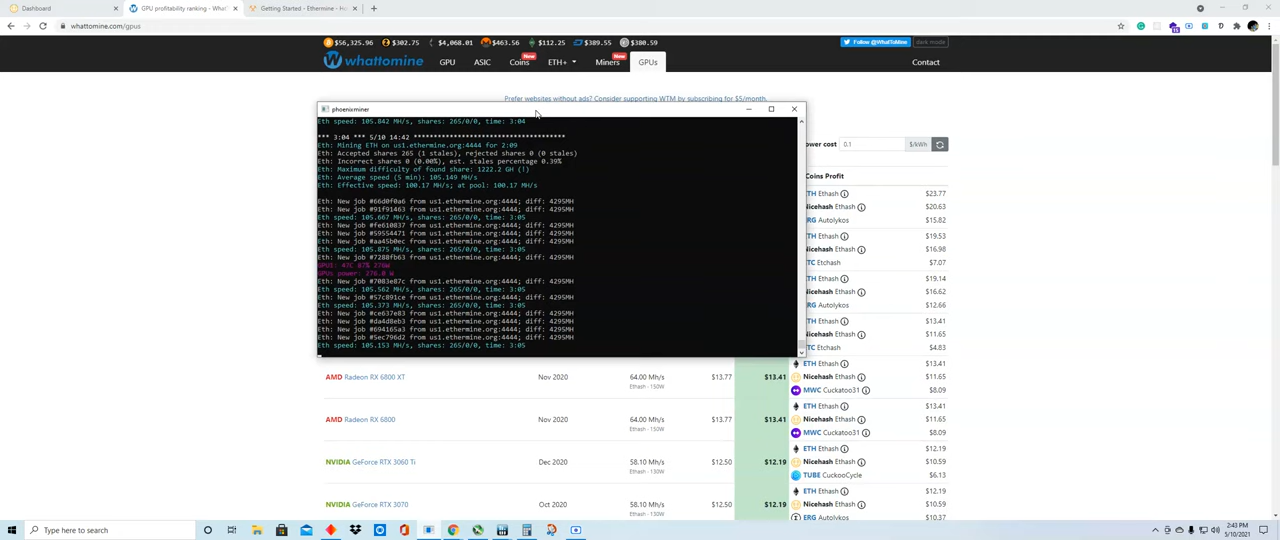 Dashboard
GPU profitability ranking - What
Getting Started - Ethermine - Ho
whattomine.com/gpus
$56,325.96 $302.75 $4,068.01 $463.56 $112.25 $389.55 $380.59
Follow @WhatToMine
dark mode
whattomine
GPU
ASIC
Coins
New
ETH+
Miners
New
GPUs
Contact
Prefer websites without ads? Consider supporting WTM by subscribing for $5/month.
phoenixminer
Eth speed: 105.842 MH/s, shares: 265/0/0, time: 3:04
*** 3:04 *** 5/10 14:42 **************************************
Eth: Mining ETH on us1.ethermine.org:4444 for 2:09
Eth: Accepted shares 265 (1 stales), rejected shares 0 (0 stales)
Eth: Incorrect shares 0 (0.00%), est. stales percentage 0.39%
Eth: Maximum difficulty of found share: 1222.2 GH (!)
Eth: Average speed (5 min): 105.149 MH/s
Eth: Effective speed: 100.17 MH/s; at pool: 100.17 MH/s
Eth: New job #66d0f0a6 from us1.ethermine.org:4444; diff: 4295MH
Eth: New job #91f91463 from us1.ethermine.org:4444; diff: 4295MH
Eth speed: 105.667 MH/s, shares: 265/0/0, time: 3:05
Eth: New job #fe610837 from us1.ethermine.org:4444; diff: 4295MH
Eth: New job #59554471 from us1.ethermine.org:4444; diff: 4295MH
Eth: New job #aa45b0ec from us1.ethermine.org:4444; diff: 4295MH
Eth speed: 105.875 MH/s, shares: 265/0/0, time: 3:05
Eth: New job #7288fb63 from us1.ethermine.org:4444; diff: 4295MH
GPUs power: 276.0 W
Eth: New job #7083e87c from us1.ethermine.org:4444; diff: 4295MH
Eth speed: 105.562 MH/s, shares: 265/0/0, time: 3:05
Eth: New job #57c891ce from us1.ethermine.org:4444; diff: 4295MH
Eth speed: 105.373 MH/s, shares: 265/0/0, time: 3:05
Eth: New job #ce637e83 from us1.ethermine.org:4444; diff: 4295MH
Eth: New job #da4d8eb3 from us1.ethermine.org:4444; diff: 4295MH
Eth: New job #694165a3 from us1.ethermine.org:4444; diff: 4295MH
Eth: New job #5ec796d2 from us1.ethermine.org:4444; diff: 4295MH
Eth speed: 105.153 MH/s, shares: 265/0/0, time: 3:05
ower cost 0.1 $/kWh
Coins Profit
ETH Ethash $23.77
Nicehash Ethash $20.63
ERG Autolykos $15.82
ETH Ethash $19.53
Nicehash Ethash $16.98
TC Etchash $7.07
ETH Ethash $19.14
Nicehash Ethash $16.62
ERG Autolykos $12.66
ETH Ethash $13.41
Nicehash Ethash $11.65
TC Etchash $4.83
AMD Radeon RX 6800 XT Nov 2020 64.00 Mh/s Ethash - 150W $13.77 $13.41
ETH Ethash $13.41
Nicehash Ethash $11.65
MWC Cuckatoo31 $8.09
AMD Radeon RX 6800 Nov 2020 64.00 Mh/s Ethash - 150W $13.77 $13.41
ETH Ethash $13.41
Nicehash Ethash $11.65
MWC Cuckatoo31 $8.09
NVIDIA GeForce RTX 3060 Ti Dec 2020 58.10 Mh/s Ethash - 130W $12.50 $12.19
ETH Ethash $12.19
Nicehash Ethash $10.59
TUBE CuckooCycle $6.13
NVIDIA GeForce RTX 3070 Oct 2020 58.10 Mh/s Ethash - 130W $12.50 $12.19
ETH Ethash $12.19
Nicehash Ethash $10.59
ERG Autolykos $10.37
Type here to search
2:43 PM
5/10/2021